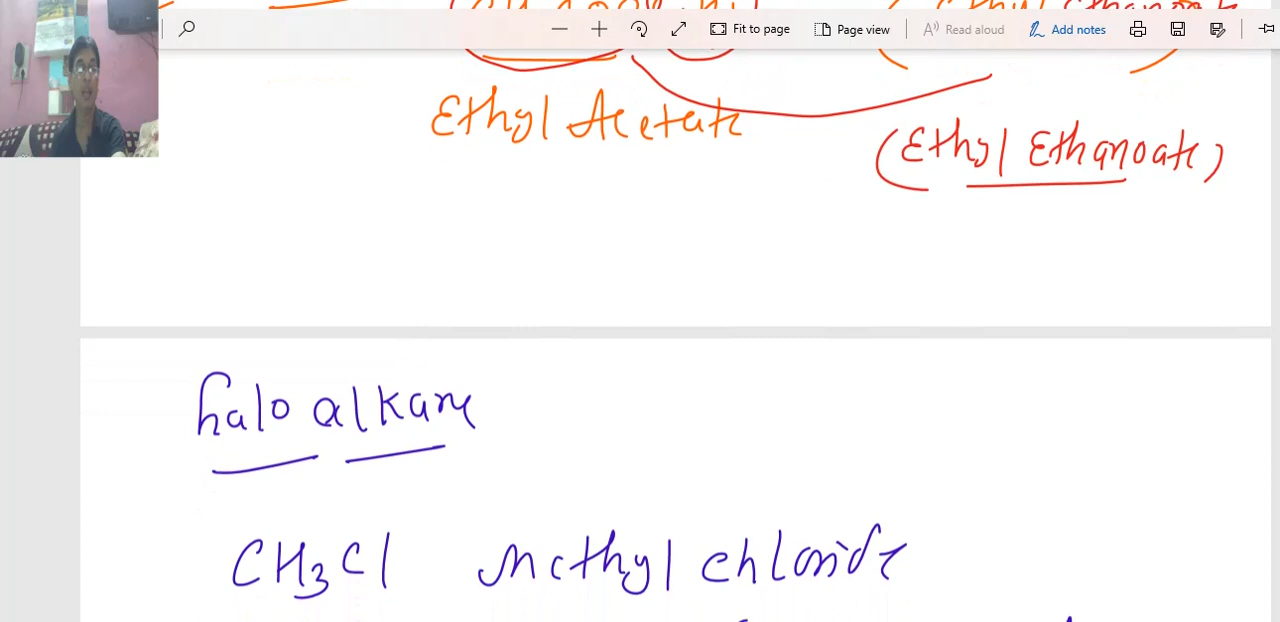 Fit to page Page view Read aloud Add notes
Ethyl Acetate
(Ethyl Ethanoate)
halo alkane
CH3Cl Methyl chloride